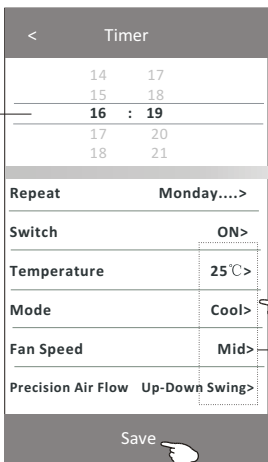 < Timer
14 17
15 18
16 : 19
17 20
18 21
Repeat Monday....>
Switch ON>
Temperature 25℃>
Mode Cool>
Fan Speed Mid>
Precision Air Flow Up-Down Swing>
Save